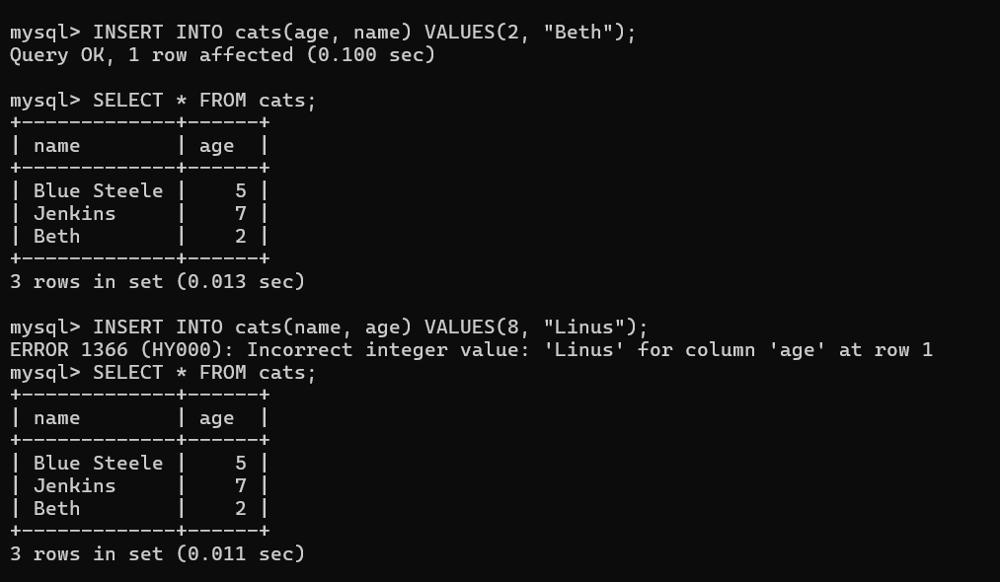 mysql> INSERT INTO cats(age, name) VALUES(2, "Beth");
Query OK, 1 row affected (0.100 sec)

mysql> SELECT * FROM cats;
+-------------+------+
| name        | age  |
+-------------+------+
| Blue Steele |    5 |
| Jenkins     |    7 |
| Beth        |    2 |
+-------------+------+
3 rows in set (0.013 sec)

mysql> INSERT INTO cats(name, age) VALUES(8, "Linus");
ERROR 1366 (HY000): Incorrect integer value: 'Linus' for column 'age' at row 1
mysql> SELECT * FROM cats;
+-------------+------+
| name        | age  |
+-------------+------+
| Blue Steele |    5 |
| Jenkins     |    7 |
| Beth        |    2 |
+-------------+------+
3 rows in set (0.011 sec)